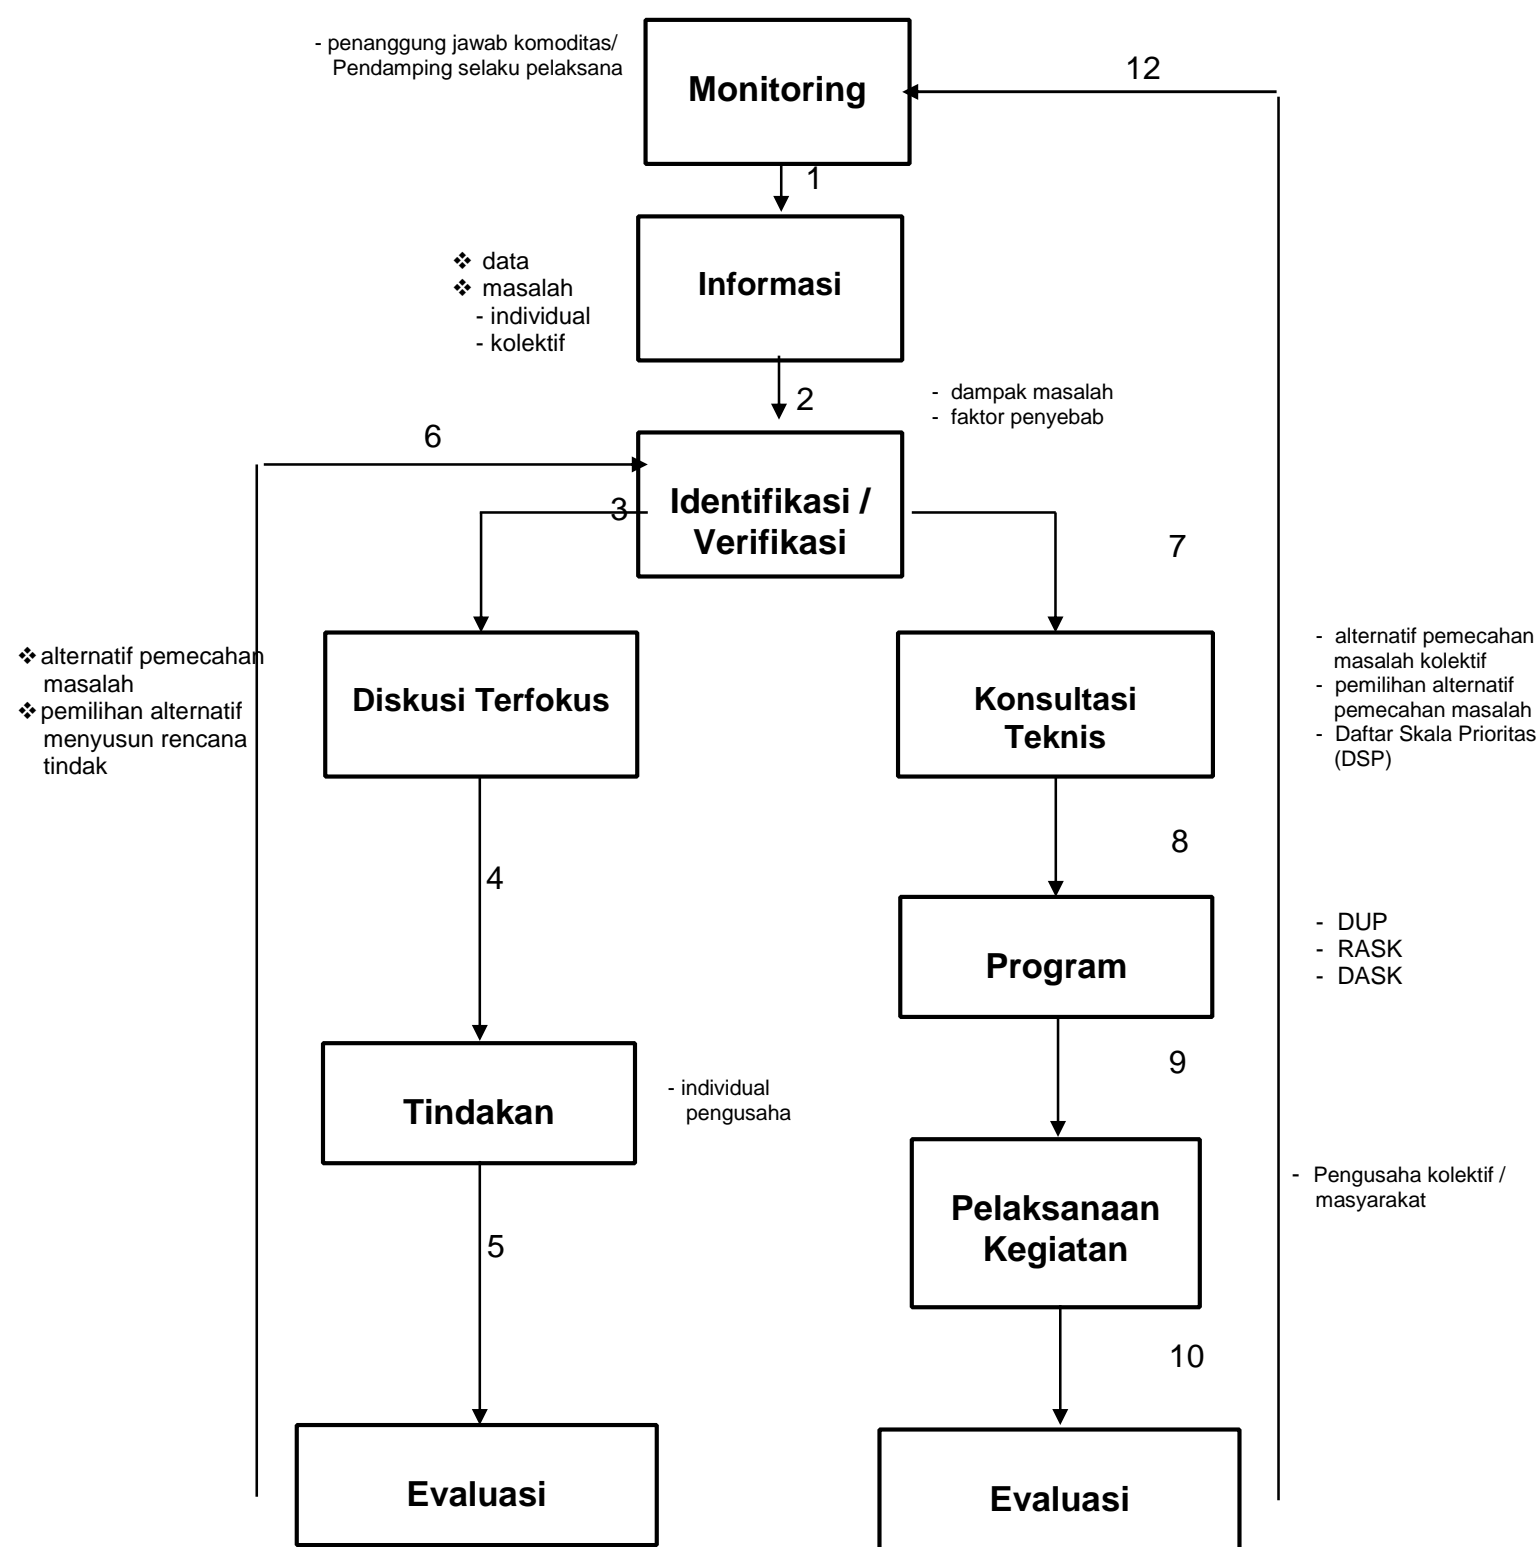 - penanggung jawab komoditas/
Pendamping selaku pelaksana
Monitoring
12
1
❖ data
❖ masalah
- individual
- kolektif
Informasi
2
- dampak masalah
- faktor penyebab
6
3
Identifikasi /
Verifikasi
7
❖ alternatif pemecahan
masalah
❖ pemilihan alternatif
menyusun rencana
tindak
Diskusi Terfokus
Konsultasi
Teknis
- alternatif pemecahan
masalah kolektif
- pemilihan alternatif
pemecahan masalah
- Daftar Skala Prioritas
(DSP)
4
8
Program
- DUP
- RASK
- DASK
9
Tindakan
- individual
pengusaha
Pelaksanaan
Kegiatan
- Pengusaha kolektif /
masyarakat
5
10
Evaluasi
Evaluasi